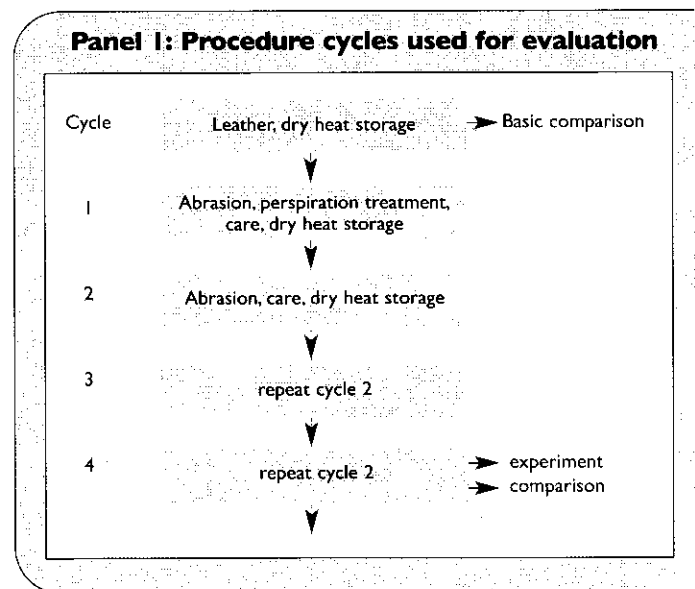 Panel 1: Procedure cycles used for evaluation
Cycle
Leather, dry heat storage
Basic comparison
1
Abrasion, perspiration treatment,
care, dry heat storage
2
Abrasion, care, dry heat storage
3
repeat cycle 2
4
repeat cycle 2
experiment
comparison